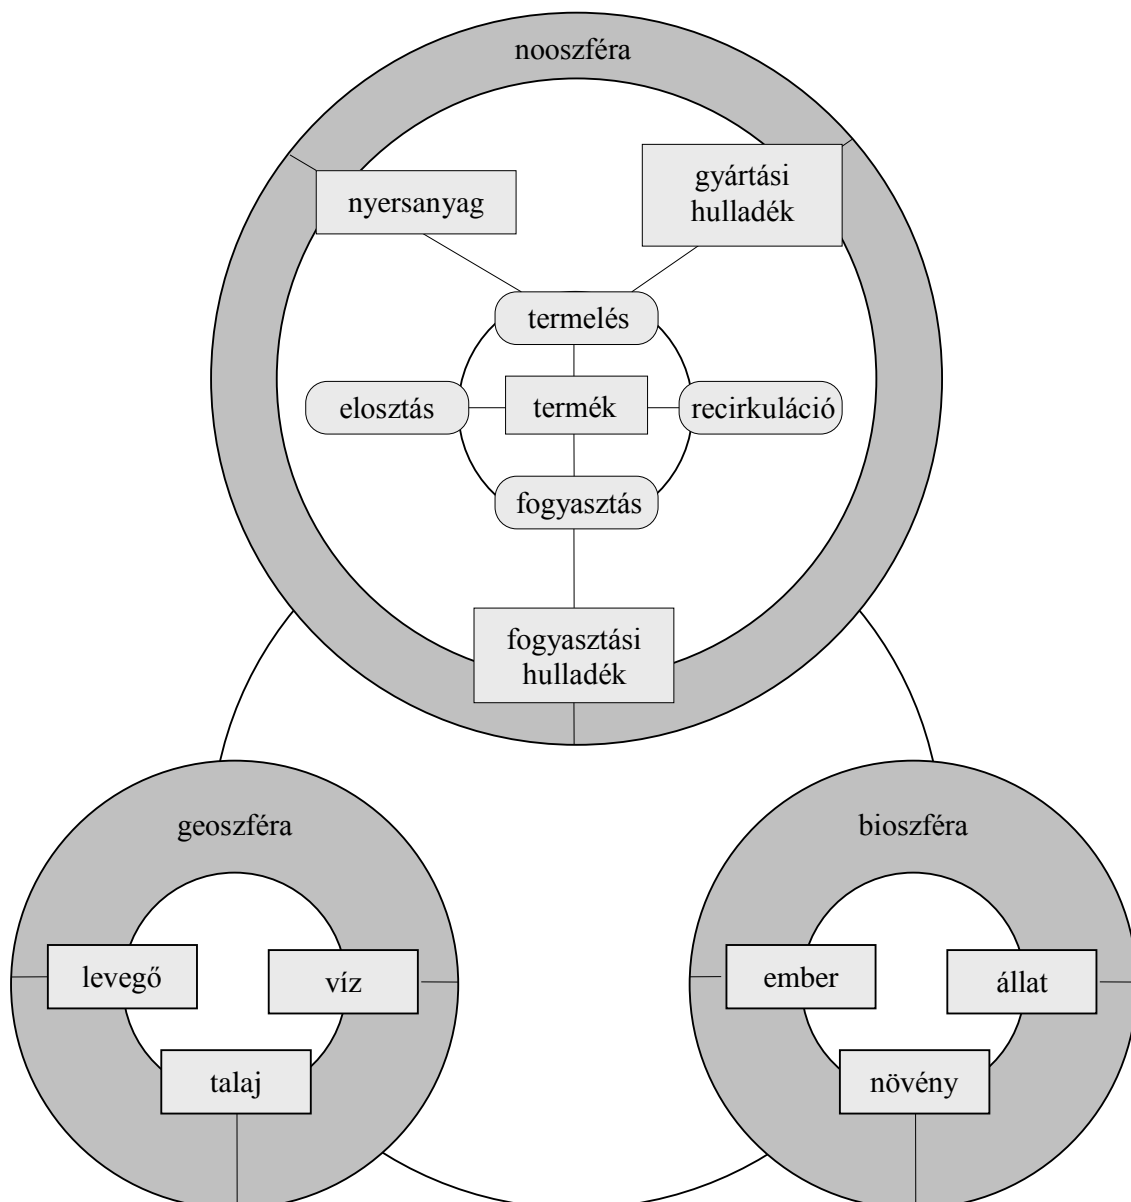 nooszféra
nyersanyag
gyártási
hulladék
termelés
elosztás
termék
recirkuláció
fogyasztás
fogyasztási
hulladék
geoszféra
levegő
víz
talaj
bioszféra
ember
állat
növény